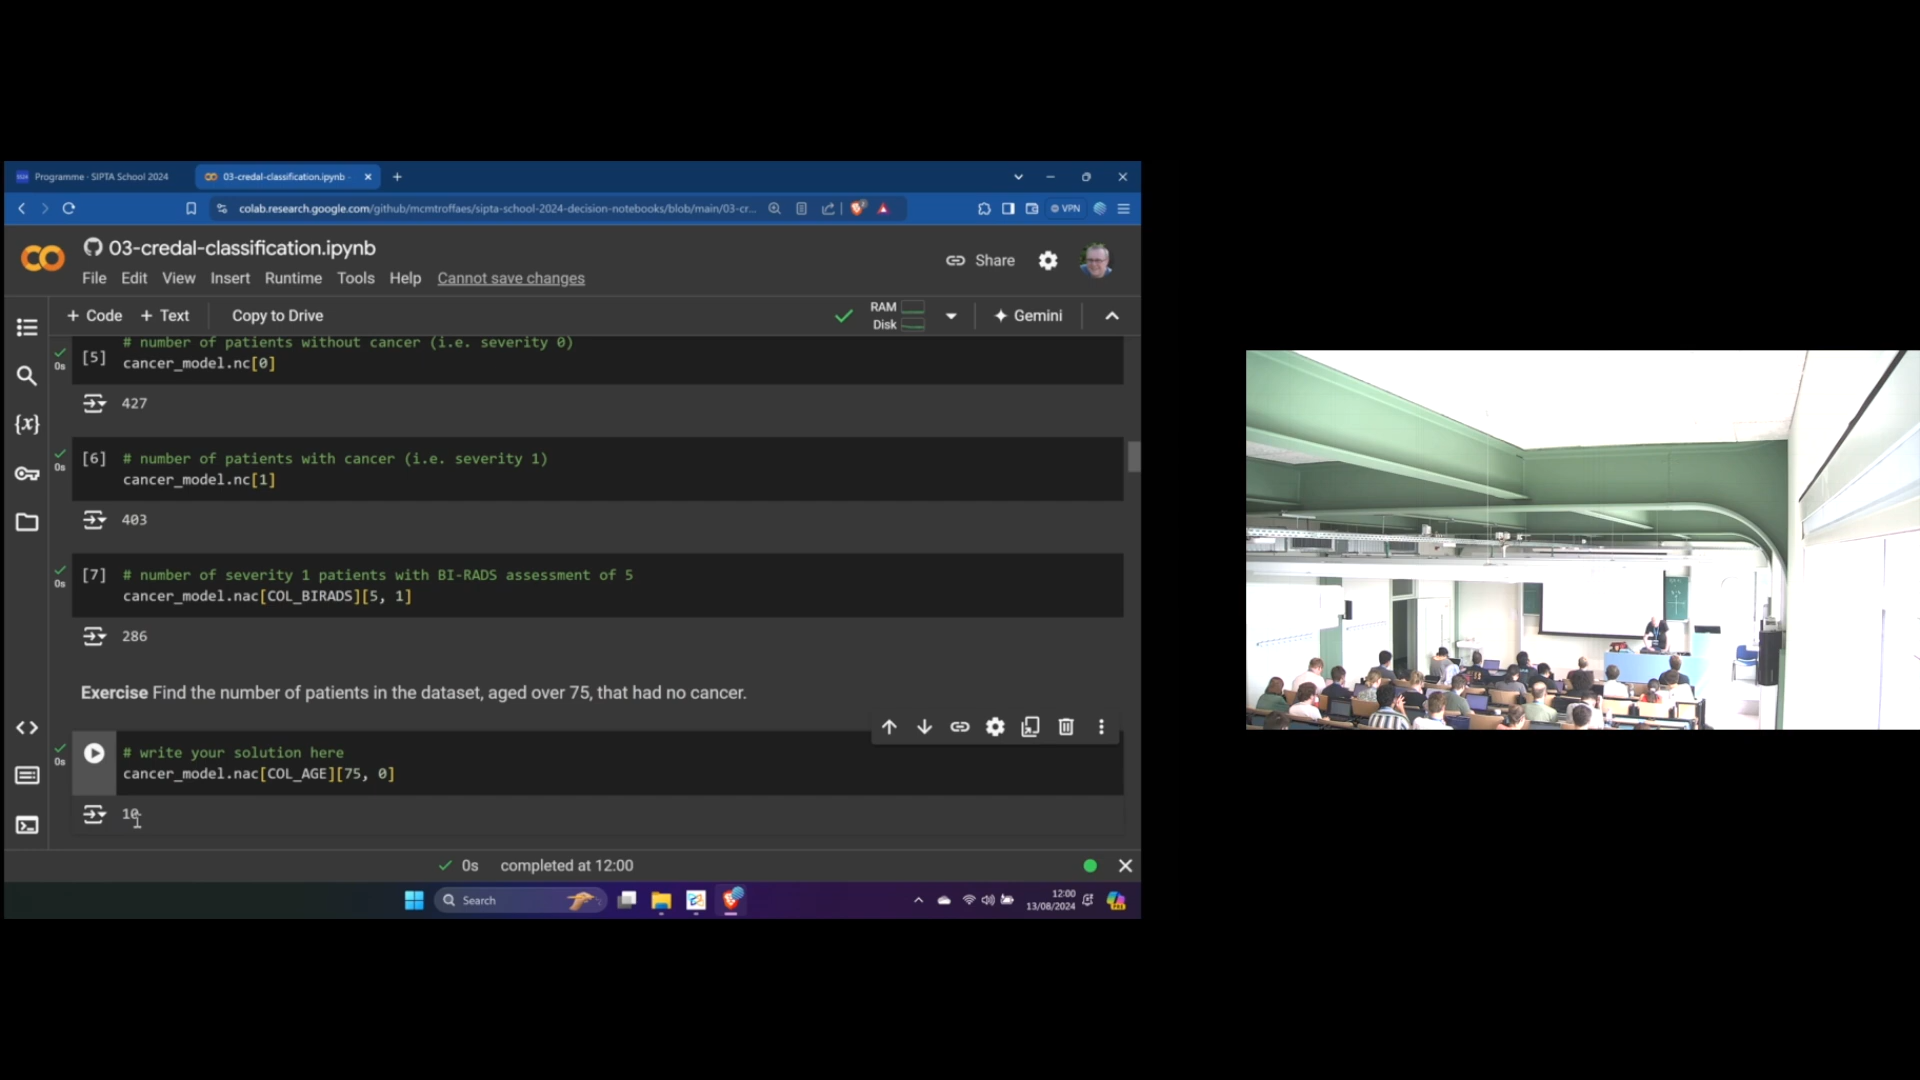 Programme - SIPTA School 2024
03-credal-classification.ipynb -
colab.research.google.com/github/mcmtroffaes/sipta-school-2024-decision-notebooks/blob/main/03-cr...
VPN
03-credal-classification.ipynb
Share
File Edit View Insert Runtime Tools Help Cannot save changes
+ Code + Text Copy to Drive
RAM
Disk
Gemini
# number of patients without cancer (i.e. severity 0)
[5]
0s
cancer_model.nc[0]
427
[6] # number of patients with cancer (i.e. severity 1)
0s
cancer_model.nc[1]
403
[7] # number of severity 1 patients with BI-RADS assessment of 5
0s
cancer_model.nac[COL_BIRADS][5, 1]
286
Exercise Find the number of patients in the dataset, aged over 75, that had no cancer.
# write your solution here
0s
cancer_model.nac[COL_AGE][75, 0]
10
0s completed at 12:00
Search
12:00
13/08/2024